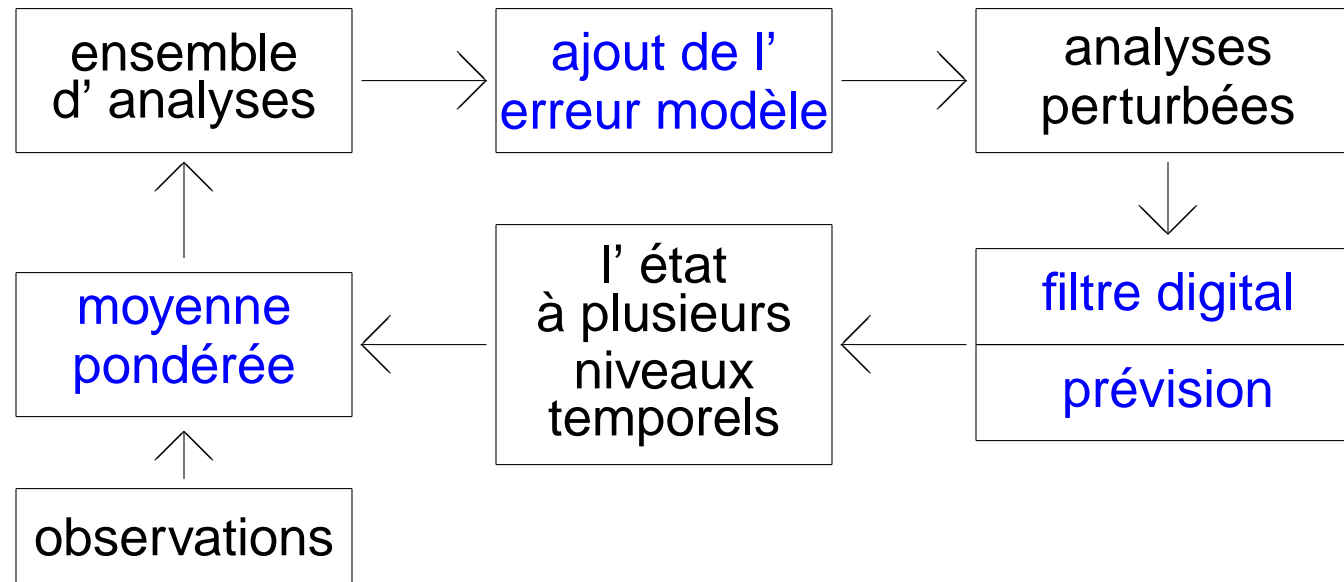 ensemble
d’ analyses
ajout de l’
erreur modèle
analyses
perturbées
moyenne
pondérée
l’ état
à plusieurs
niveaux
temporels
filtre digital
prévision
observations